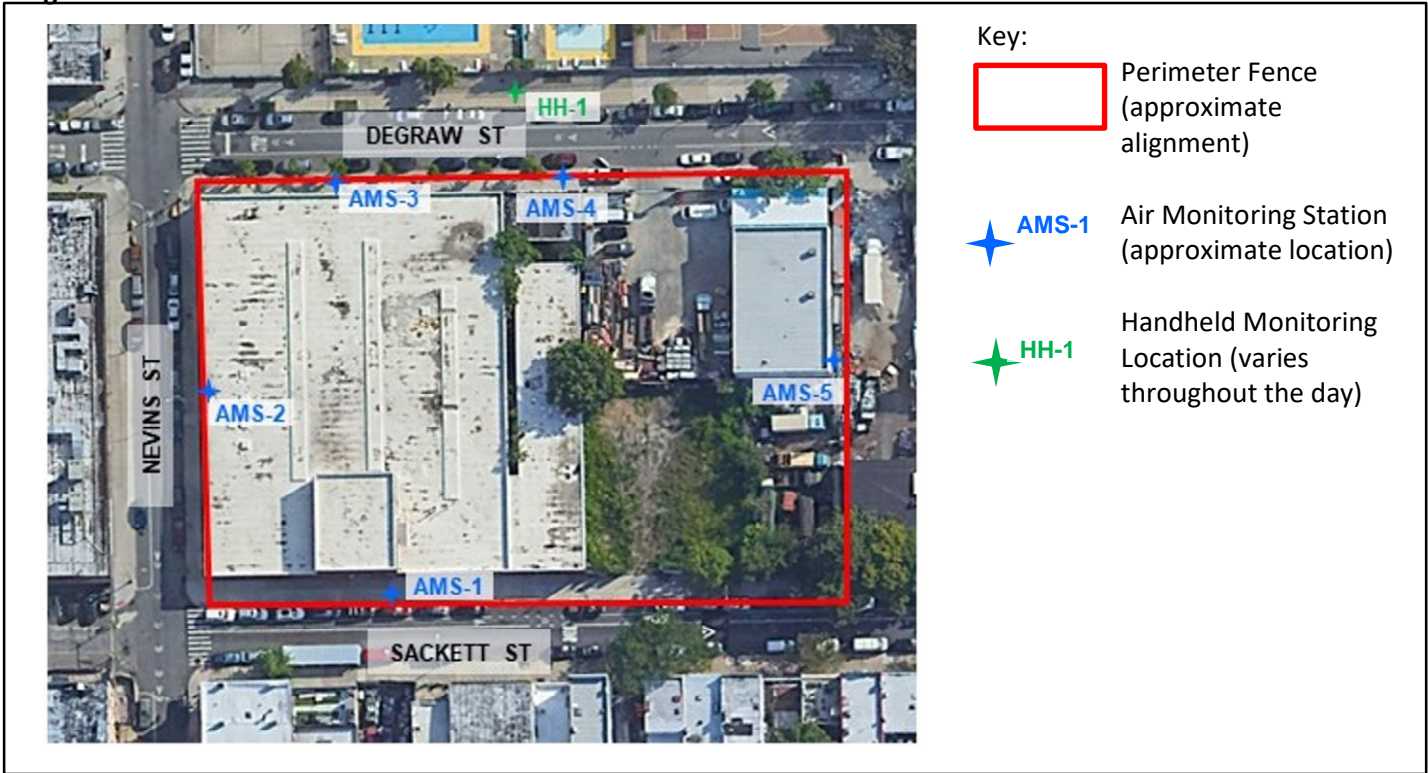 HH-1
DEGRAW ST
AMS-3
AMS-4
AMS-2
AMS-5
NEVINS ST
AMS-1
SACKETT ST
Key:
Perimeter Fence
(approximate
alignment)
AMS-1
Air Monitoring Station
(approximate location)
HH-1
Handheld Monitoring
Location (varies
throughout the day)